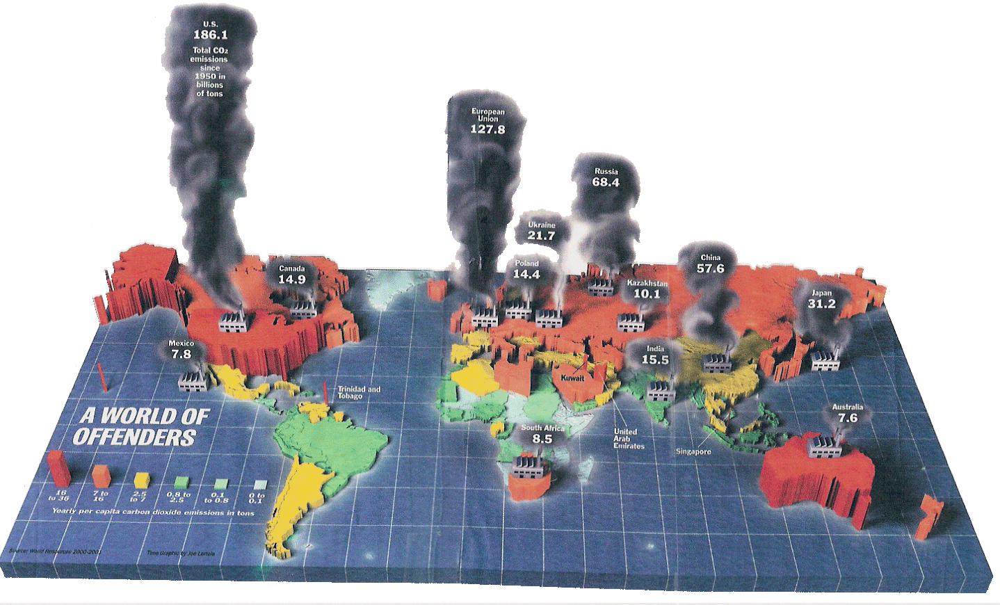 U.S.
186.1
Total CO2
emissions
since
1950 in
billions
of tons
European
Union
127.8
Russia
68.4
Ukraine
21.7
Poland
14.4
China
57.6
Canada
14.9
Kazakhstan
10.1
Japan
31.2
Mexico
7.8
India
15.5
Kuwait
Trinidad and
Tobago
Australia
7.6
South Africa
8.5
United
Arab
Emirates
Singapore
A WORLD OF
OFFENDERS
16
to 36
7 to
16
2.5
to 7
0.8 to
2.5
0.1
to 0.8
0 to
0.1
Yearly per capita carbon dioxide emissions in tons
Source: World Resources 2000-2001
Time Graphic by Joe Lertola